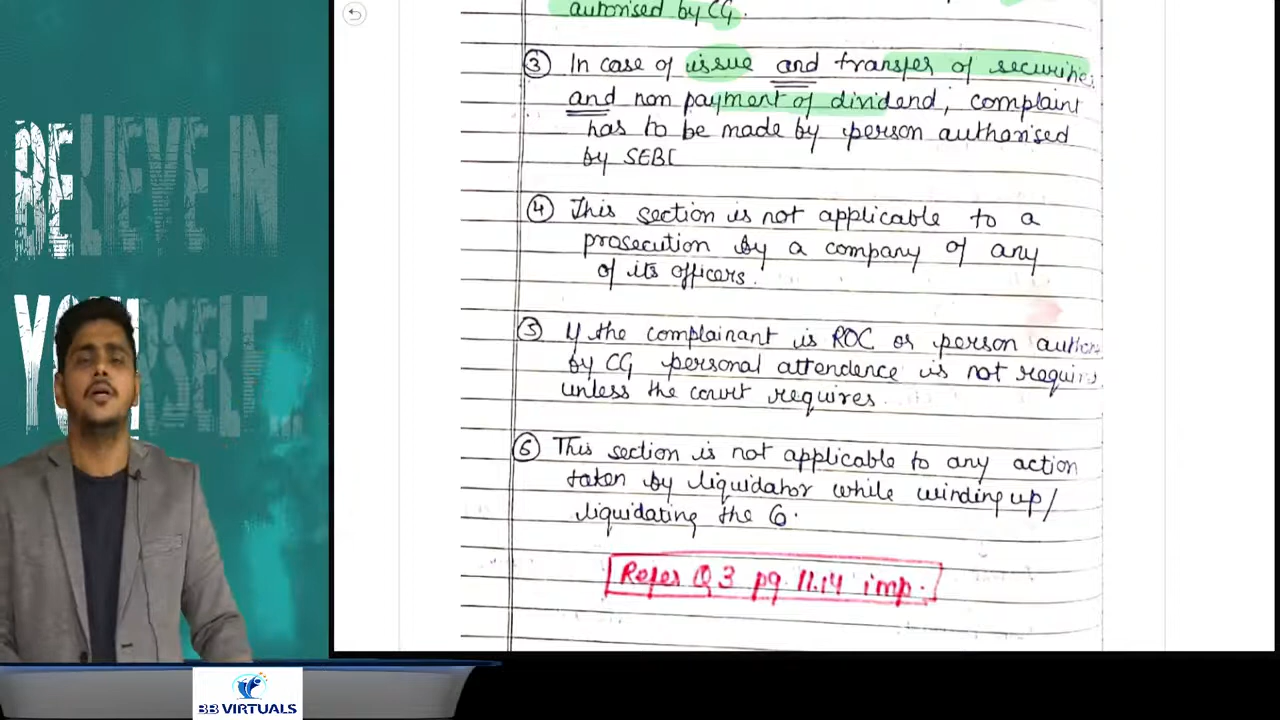 BELIEVE IN
YOURSELF...
autorised by CG.
③ In case of issue and transfer of securities
and non payment of dividend, complaint
has to be made by person authorised
by SEBI
④ This section is not applicable to a
prosecution by a company of any
of its officers.
⑤ If the complainant is ROC or person author
by CG personal attendence is not require
unless the court requires.
⑥ This section is not applicable to any action
taken by liquidator while winding up/
liquidating the Co.
Refer Q3 pg 11.14 imp.
BB VIRTUALS